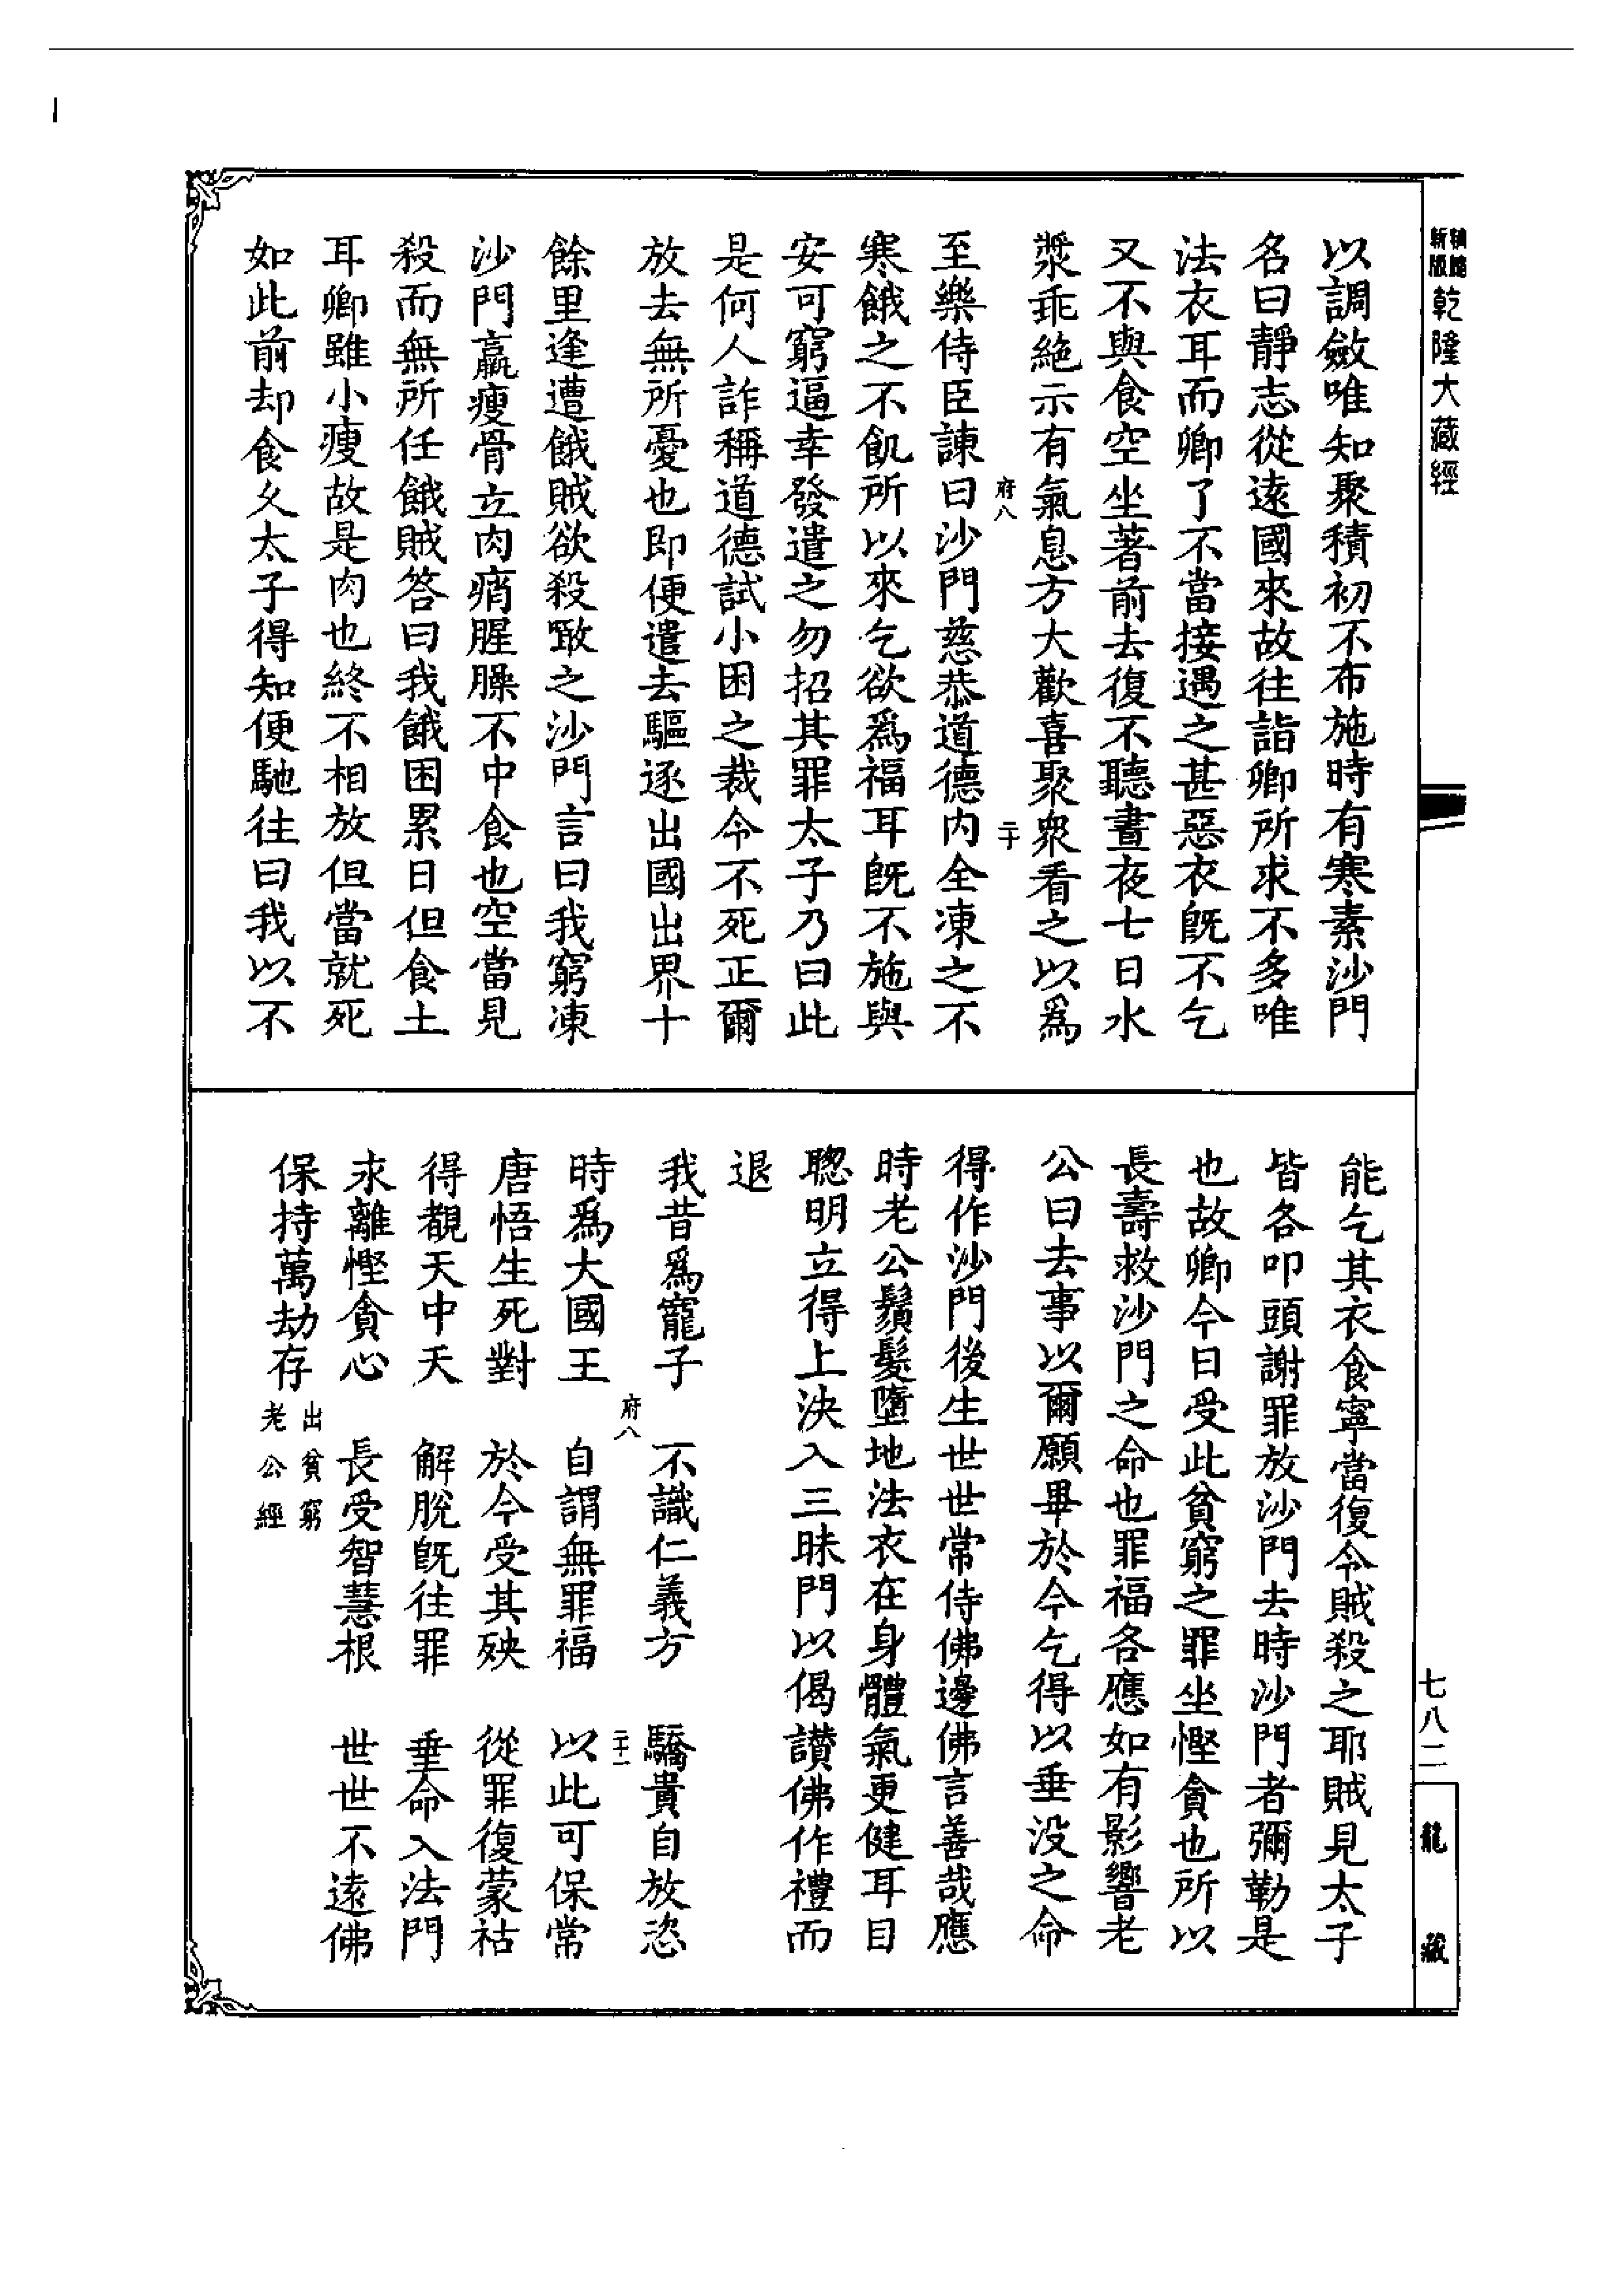 新版
乾隆大藏經
以調斂唯知聚積初不布施時有寒素沙門
名曰靜志從遠國來故往詣卿所求不多唯
法衣耳而卿了不當接遇之甚惡衣既不乞
又不與食空坐著前去復不聽晝夜七日水
漿乖絶示有氣息方大歡喜聚衆看之以爲
府八
二十
至樂侍臣諫曰沙門慈恭道德内全凍之不
寒餓之不飢所以來乞欲爲福耳既不施與
安可窮逼幸發遣之勿招其罪太子乃曰此
是何人詐稱道德試小困之裁令不死正爾
放去無所憂也即便遣去驅逐出國出界十
餘里逢遭餓賊欲殺噉之沙門言曰我窮凍
沙門羸瘦骨立肉痟腥臊不中食也空當見
殺而無所任餓賊答曰我餓困累日但食土
耳卿雖小瘦故是肉也終不相放但當就死
如此前却食久太子得知便馳往曰我以不
能乞其衣食寧當復令賊殺之耶賊見太子
皆各叩頭謝罪放沙門去時沙門者彌勒是
也故卿今日受此貧窮之罪坐慳貪也所以
長壽救沙門之命也罪福各應如有影響老
公曰去事以爾願畢於今乞得以垂没之命
得作沙門後生世世常侍佛邊佛言善哉應
時老公鬚髮墮地法衣在身體氣更健耳目
聰明立得上決入三昧門以偈讃佛作禮而
退
我昔爲寵子　不識仁義方　驕貴自放恣
府八
二十一
時爲大國王　自謂無罪福　以此可保常
唐悟生死對　於今受其殃　從罪復蒙祜
得覩天中天　解脫既往罪　垂命入法門
求離慳貪心　長受智慧根　世世不遠佛
保持萬劫存
出貧窮
老公經
七八二
龍藏